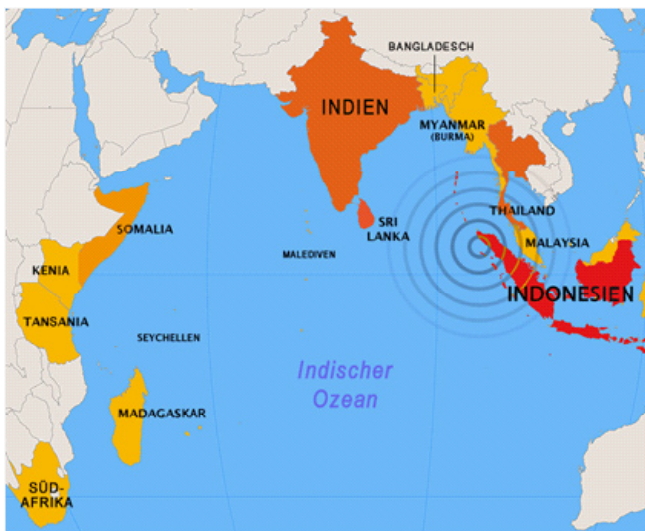 BANGLADESCH
INDIEN
MYANMAR
(BURMA)
THAILAND
SRI
LANKA
SOMALIA
MALAYSIA
MALEDIVEN
KENIA
INDONESIEN
TANSANIA
SEYCHELLEN
Indischer
Ozean
MADAGASKAR
SÜD-
AFRIKA